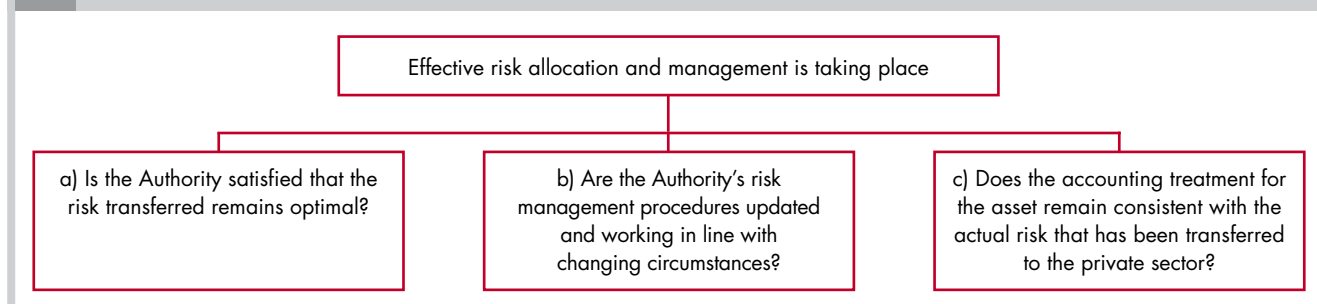 Effective risk allocation and management is taking place
a) Is the Authority satisfied that the
risk transferred remains optimal?
b) Are the Authority’s risk
management procedures updated
and working in line with
changing circumstances?
c) Does the accounting treatment for
the asset remain consistent with the
actual risk that has been transferred
to the private sector?